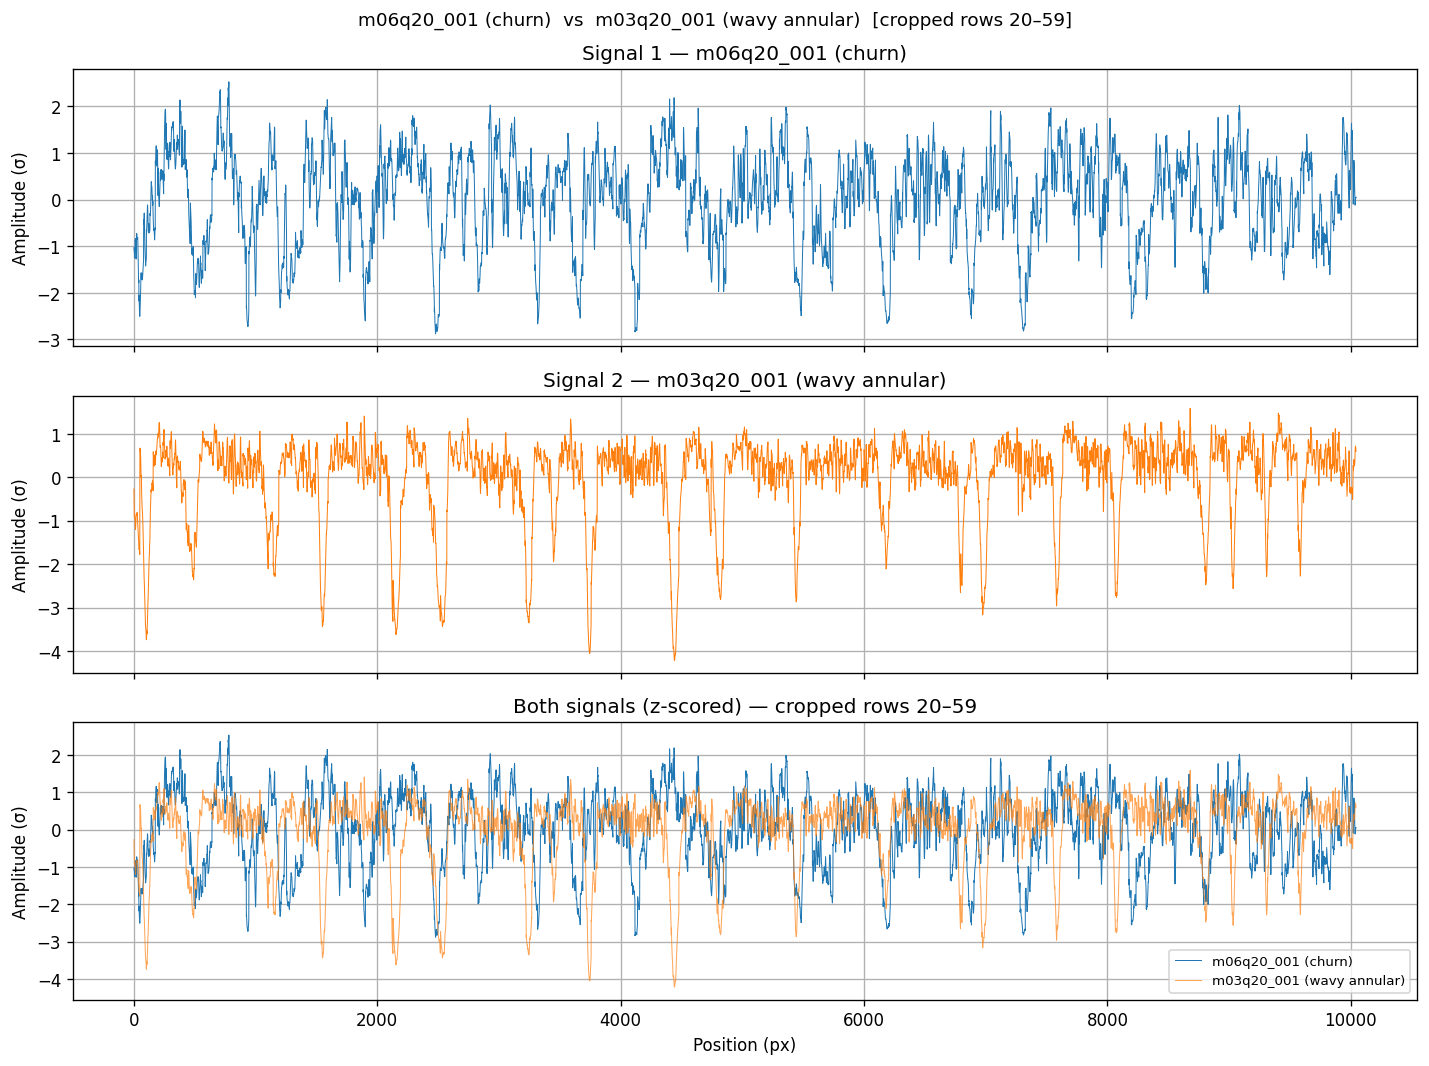 m06q20_001 (churn)  vs  m03q20_001 (wavy annular)  [cropped rows 20–59]
Signal 1 — m06q20_001 (churn)
Amplitude (σ)
2
1
0
−1
−2
−3
Signal 2 — m03q20_001 (wavy annular)
Amplitude (σ)
1
0
−1
−2
−3
−4
Both signals (z-scored) — cropped rows 20–59
Amplitude (σ)
2
1
0
−1
−2
−3
−4
m06q20_001 (churn)
m03q20_001 (wavy annular)
0 2000 4000 6000 8000 10000
Position (px)